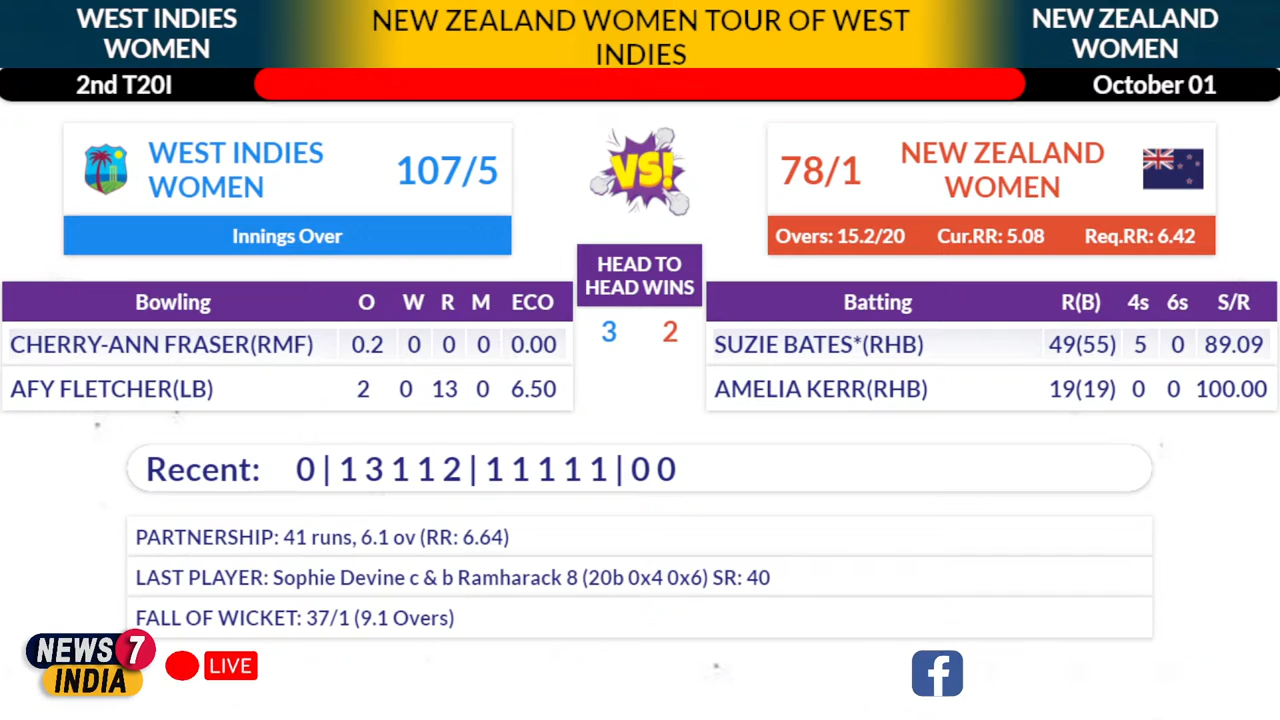 WEST INDIES
WOMEN
NEW ZEALAND WOMEN TOUR OF WEST
INDIES
NEW ZEALAND
WOMEN
2nd T20I
October 01
WEST INDIES
WOMEN
107/5
Innings Over
VS!
78/1
NEW ZEALAND
WOMEN
Overs: 15.2/20 Cur.RR: 5.08 Req.RR: 6.42
HEAD TO
HEAD WINS
3 2
Bowling O W R M ECO
CHERRY-ANN FRASER(RMF) 0.2 0 0 0 0.00
AFY FLETCHER(LB) 2 0 13 0 6.50
Batting R(B) 4s 6s S/R
SUZIE BATES*(RHB) 49(55) 5 0 89.09
AMELIA KERR(RHB) 19(19) 0 0 100.00
Recent: 0 | 1 3 1 1 2 | 1 1 1 1 1 | 0 0
PARTNERSHIP: 41 runs, 6.1 ov (RR: 6.64)
LAST PLAYER: Sophie Devine c & b Ramharack 8 (20b 0x4 0x6) SR: 40
FALL OF WICKET: 37/1 (9.1 Overs)
NEWS 7
INDIA
LIVE
f